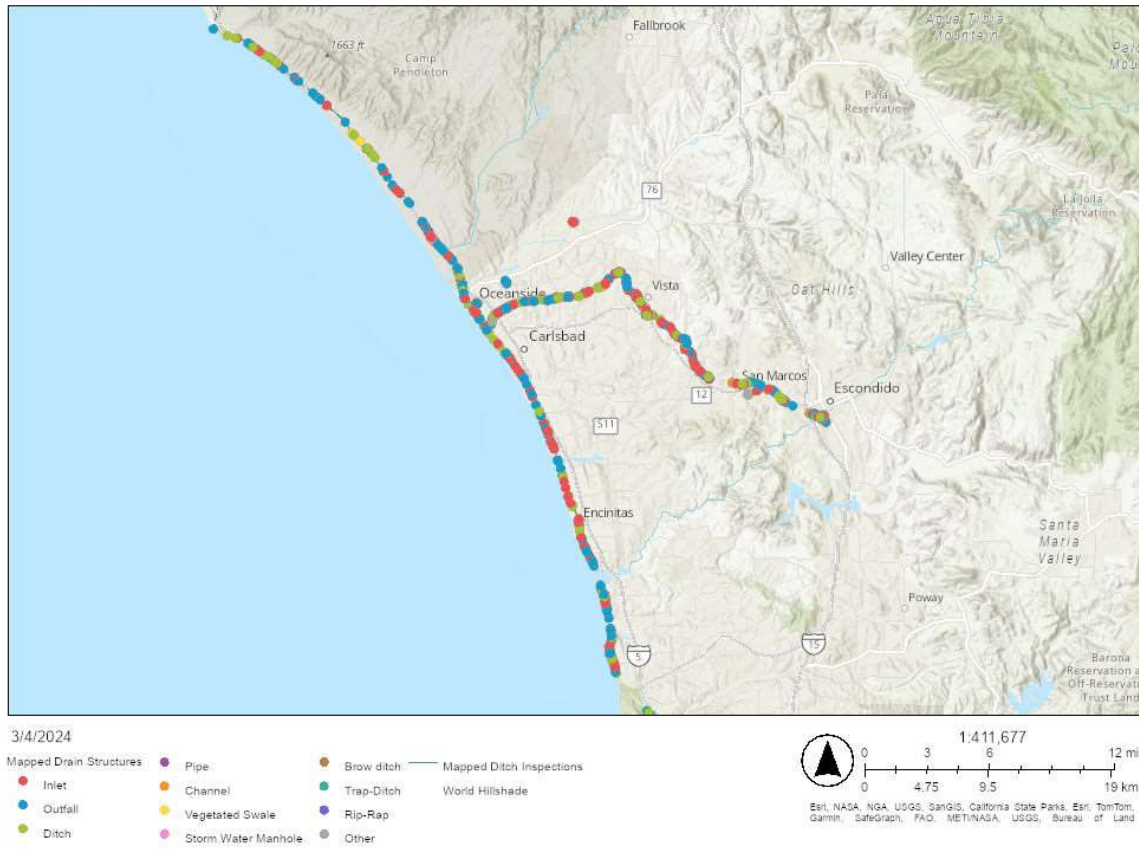 Fallbrook
Agua Tibia
Mountain
1663 ft
Camp
Pendleton
Pala
Reservation
76
La Jolla
Reservation
Valley Center
Oceanside
Vista
Oat Hills
Carlsbad
San Marcos
Escondido
12
S11
Encinitas
Santa
Maria
Valley
Poway
5
15
Barona
Reservation a
Off-Reservati
Trust Land
3/4/2024
Mapped Drain Structures
Inlet
Outfall
Ditch
Pipe
Channel
Vegetated Swale
Storm Water Manhole
Brow ditch
Trap-Ditch
Rip-Rap
Other
Mapped Ditch Inspections
World Hillshade
1:411,677
0 3 6 12 mi
0 4.75 9.5 19 km
Esri, NASA, NGA, USGS, SanGIS, California State Parks, Esri, TomTom,
Garmin, SafeGraph, FAO, METI/NASA, USGS, Bureau of Land